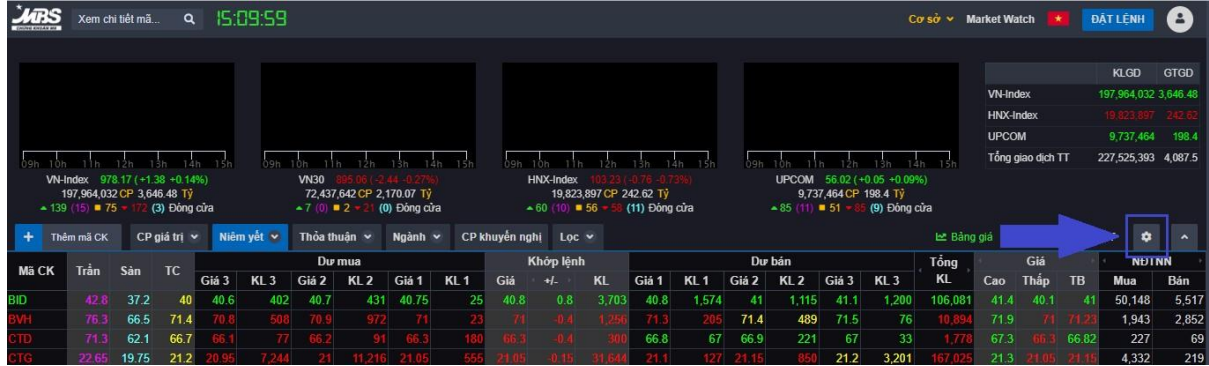 MBS Xem chi tiết mã... 15:09:59 Cơ sở Market Watch ĐẶT LỆNH
CHỨNG KHOÁN MB
KLGD GTGD
VN-Index 197,964,032 3,646.48
HNX-Index 19,823,897 242.62
UPCOM 9,737,464 198.4
Tổng giao dịch TT 227,525,393 4,087.5
09h 10h 11h 12h 13h 14h 15h 09h 10h 11h 12h 13h 14h 15h 09h 10h 11h 12h 13h 14h 15h 09h 10h 11h 12h 13h 14h 15h
VN-Index 978.17 (+1.38 +0.14%) VN30 895.06 (-2.44 -0.27%) HNX-Index 103.23 (-0.76 -0.73%) UPCOM 56.02 (+0.05 +0.09%)
197,964,032 CP 3,646.48 Tỷ 72,437,642 CP 2,170.07 Tỷ 19,823,897 CP 242.62 Tỷ 9,737,464 CP 198.4 Tỷ
139 (15) 75 172 (3) Đóng cửa 7 (0) 2 21 (0) Đóng cửa 60 (10) 56 58 (11) Đóng cửa 85 (11) 51 85 (9) Đóng cửa
+ Thêm mã CK CP giá trị Niêm yết Thỏa thuận Ngành CP khuyến nghị Lọc Bảng giá
Mã CK Trần Sàn TC Dư mua Khớp lệnh Dư bán Tổng KL Giá NĐTNN
Giá 3 KL 3 Giá 2 KL 2 Giá 1 KL 1 Giá +/- KL Giá 1 KL 1 Giá 2 KL 2 Giá 3 KL 3 Cao Thấp TB Mua Bán
BID 42.8 37.2 40 40.6 402 40.7 431 40.75 25 40.8 0.8 3,703 40.8 1,574 41 1,115 41.1 1,200 106,081 41.4 40.1 41 50,148 5,517
BVH 76.3 66.5 71.4 70.8 508 70.9 972 71 23 71 -0.4 1,256 71.3 205 71.4 489 71.5 76 10,894 71.9 71 71.23 1,943 2,852
CTD 71.3 62.1 66.7 66.1 77 66.2 91 66.3 180 66.3 -0.4 300 66.8 67 66.9 221 67 33 1,778 67.3 66.3 66.82 227 69
CTG 22.65 19.75 21.2 20.95 7,244 21 11,216 21.05 555 21.05 -0.15 31,644 21.1 127 21.15 850 21.2 3,201 167,025 21.3 21.05 21.15 4,332 219